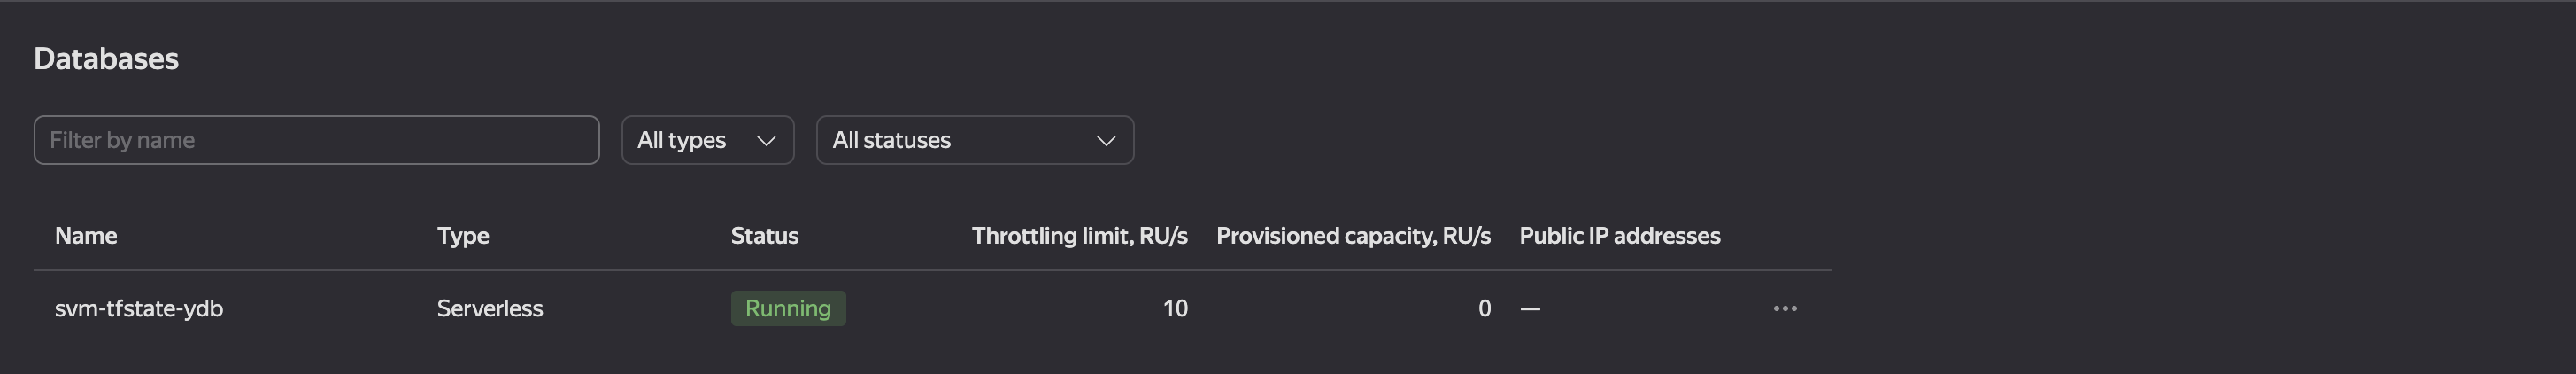 Databases
Filter by name All types All statuses
Name Type Status Throttling limit, RU/s Provisioned capacity, RU/s Public IP addresses
svm-tfstate-ydb Serverless Running 10 0 —